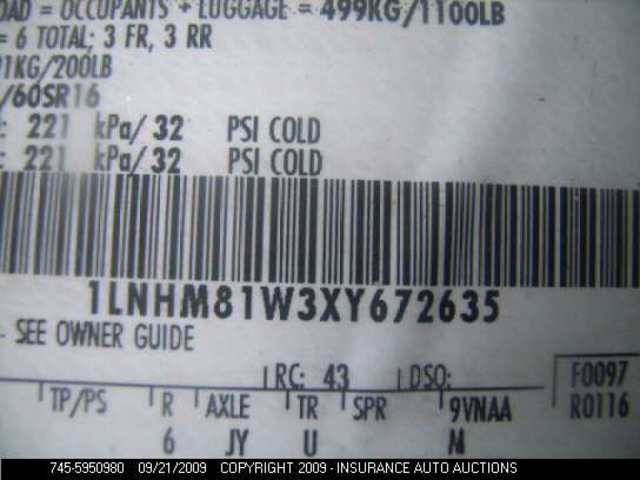 OAD = OCCUPANTS + LUGGAGE = 499KG/1100LB
= 6 TOTAL; 3 FR, 3 RR
1KG/200LB
/60SR16
: 221 kPa/ 32 PSI COLD
: 221 kPa/32 PSI COLD
1LNHM81W3XY672635
- SEE OWNER GUIDE
RC: 43 DSO: F0097
TP/PS R AXLE TR SPR 9VNAA R0116
6 JY U M
745-5950980 09/21/2009 COPYRIGHT 2009 - INSURANCE AUTO AUCTIONS